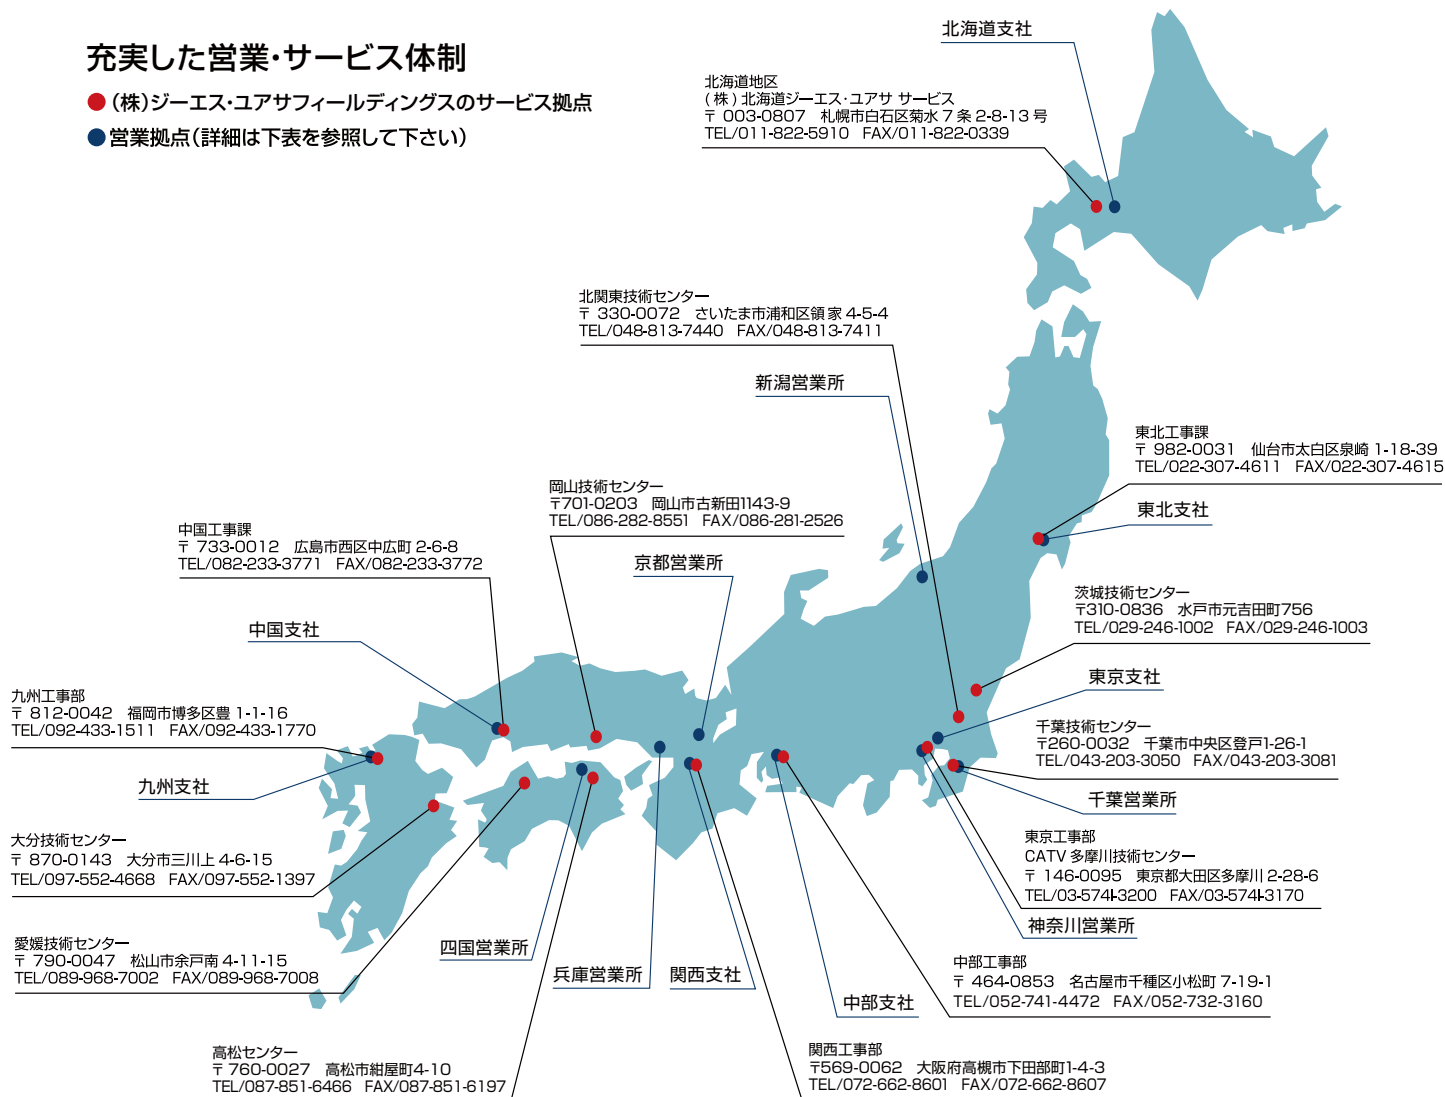 充実した営業・サービス体制
(株)ジーエス・ユアサフィールディングスのサービス拠点
営業拠点(詳細は下表を参照して下さい)
北海道支社
北海道地区
(株)北海道ジーエス・ユアサ サービス
〒 003-0807 札幌市白石区菊水 7 条 2-8-13 号
TEL/011-822-5910 FAX/011-822-0339
北関東技術センター
〒 330-0072 さいたま市浦和区領家 4-5-4
TEL/048-813-7440 FAX/048-813-7411
新潟営業所
東北工事課
〒 982-0031 仙台市太白区泉崎 1-18-39
TEL/022-307-4611 FAX/022-307-4615
東北支社
岡山技術センター
〒701-0203 岡山市古新田1143-9
TEL/086-282-8551 FAX/086-281-2526
中国工事課
〒 733-0012 広島市西区中広町 2-6-8
TEL/082-233-3771 FAX/082-233-3772
京都営業所
茨城技術センター
〒310-0836 水戸市元吉田町756
TEL/029-246-1002 FAX/029-246-1003
中国支社
東京支社
九州工事部
〒 812-0042 福岡市博多区豊 1-1-16
TEL/092-433-1511 FAX/092-433-1770
千葉技術センター
〒260-0032 千葉市中央区登戸1-26-1
TEL/043-203-3050 FAX/043-203-3081
九州支社
千葉営業所
大分技術センター
〒 870-0143 大分市三川上 4-6-15
TEL/097-552-4668 FAX/097-552-1397
東京工事部
CATV 多摩川技術センター
〒 146-0095 東京都大田区多摩川 2-28-6
TEL/03-5741-3200 FAX/03-5741-3170
神奈川営業所
愛媛技術センター
〒 790-0047 松山市余戸南 4-11-15
TEL/089-968-7002 FAX/089-968-7008
四国営業所
兵庫営業所
関西支社
中部工事部
〒 464-0853 名古屋市千種区小松町 7-19-1
TEL/052-741-4472 FAX/052-732-3160
中部支社
高松センター
〒 760-0027 高松市紺屋町4-10
TEL/087-851-6466 FAX/087-851-6197
関西工事部
〒569-0062 大阪府高槻市下田部町1-4-3
TEL/072-662-8601 FAX/072-662-8607